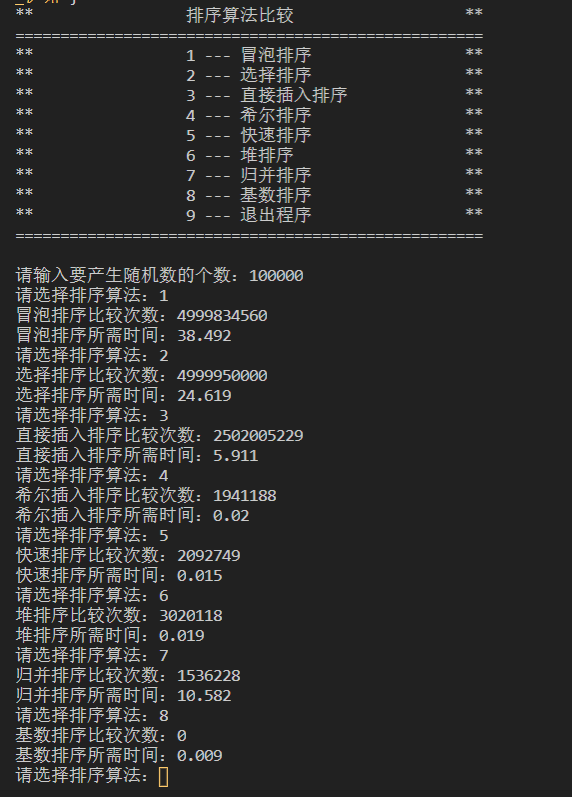 ** 排序算法比较 **
====================================================
** 1 --- 冒泡排序 **
** 2 --- 选择排序 **
** 3 --- 直接插入排序 **
** 4 --- 希尔排序 **
** 5 --- 快速排序 **
** 6 --- 堆排序 **
** 7 --- 归并排序 **
** 8 --- 基数排序 **
** 9 --- 退出程序 **
====================================================
请输入要产生随机数的个数：100000
请选择排序算法：1
冒泡排序比较次数：4999834560
冒泡排序所需时间：38.492
请选择排序算法：2
选择排序比较次数：4999950000
选择排序所需时间：24.619
请选择排序算法：3
直接插入排序比较次数：2502005229
直接插入排序所需时间：5.911
请选择排序算法：4
希尔插入排序比较次数：1941188
希尔插入排序所需时间：0.02
请选择排序算法：5
快速排序比较次数：2092749
快速排序所需时间：0.015
请选择排序算法：6
堆排序比较次数：3020118
堆排序所需时间：0.019
请选择排序算法：7
归并排序比较次数：1536228
归并排序所需时间：10.582
请选择排序算法：8
基数排序比较次数：0
基数排序所需时间：0.009
请选择排序算法：